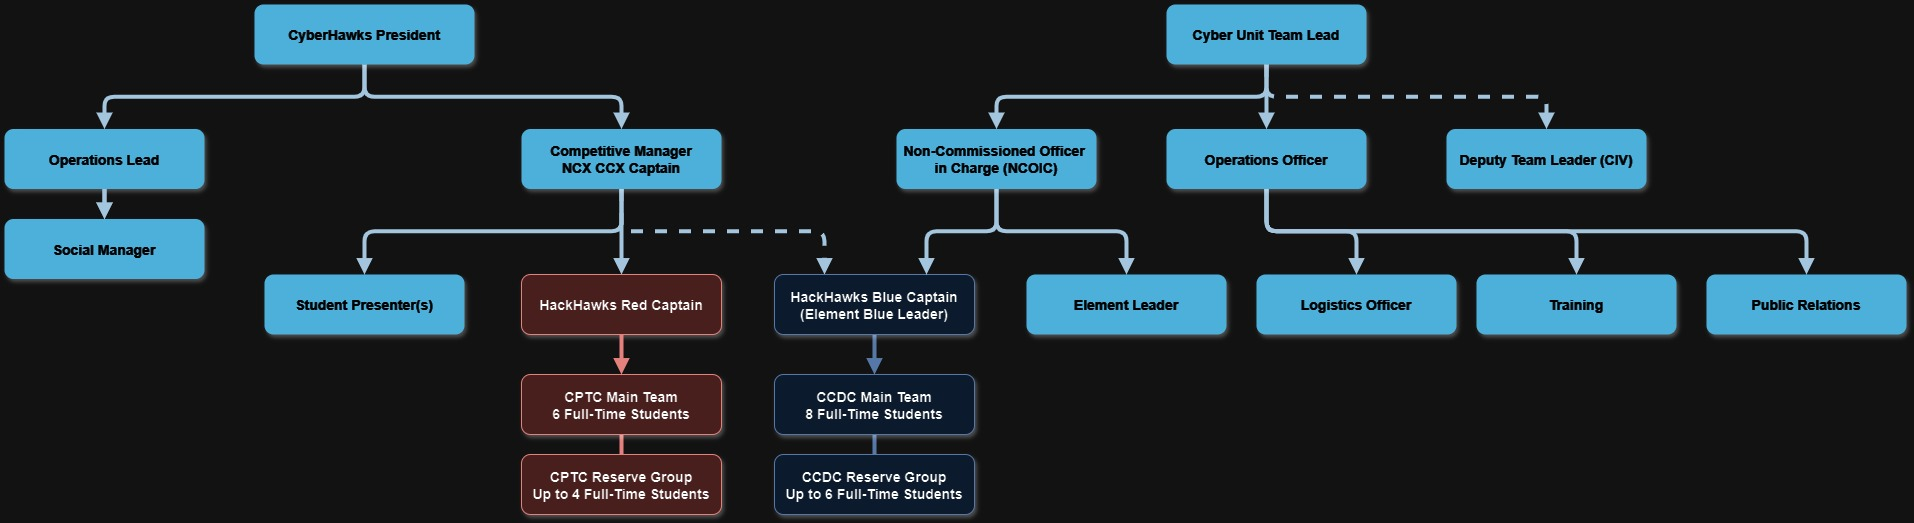 CyberHawks President
Cyber Unit Team Lead
Operations Lead
Competitive Manager
NCX CCX Captain
Non-Commissioned Officer
in Charge (NCOIC)
Operations Officer
Deputy Team Leader (CIV)
Social Manager
Student Presenter(s)
HackHawks Red Captain
HackHawks Blue Captain
(Element Blue Leader)
Element Leader
Logistics Officer
Training
Public Relations
CPTC Main Team
6 Full-Time Students
CCDC Main Team
8 Full-Time Students
CPTC Reserve Group
Up to 4 Full-Time Students
CCDC Reserve Group
Up to 6 Full-Time Students